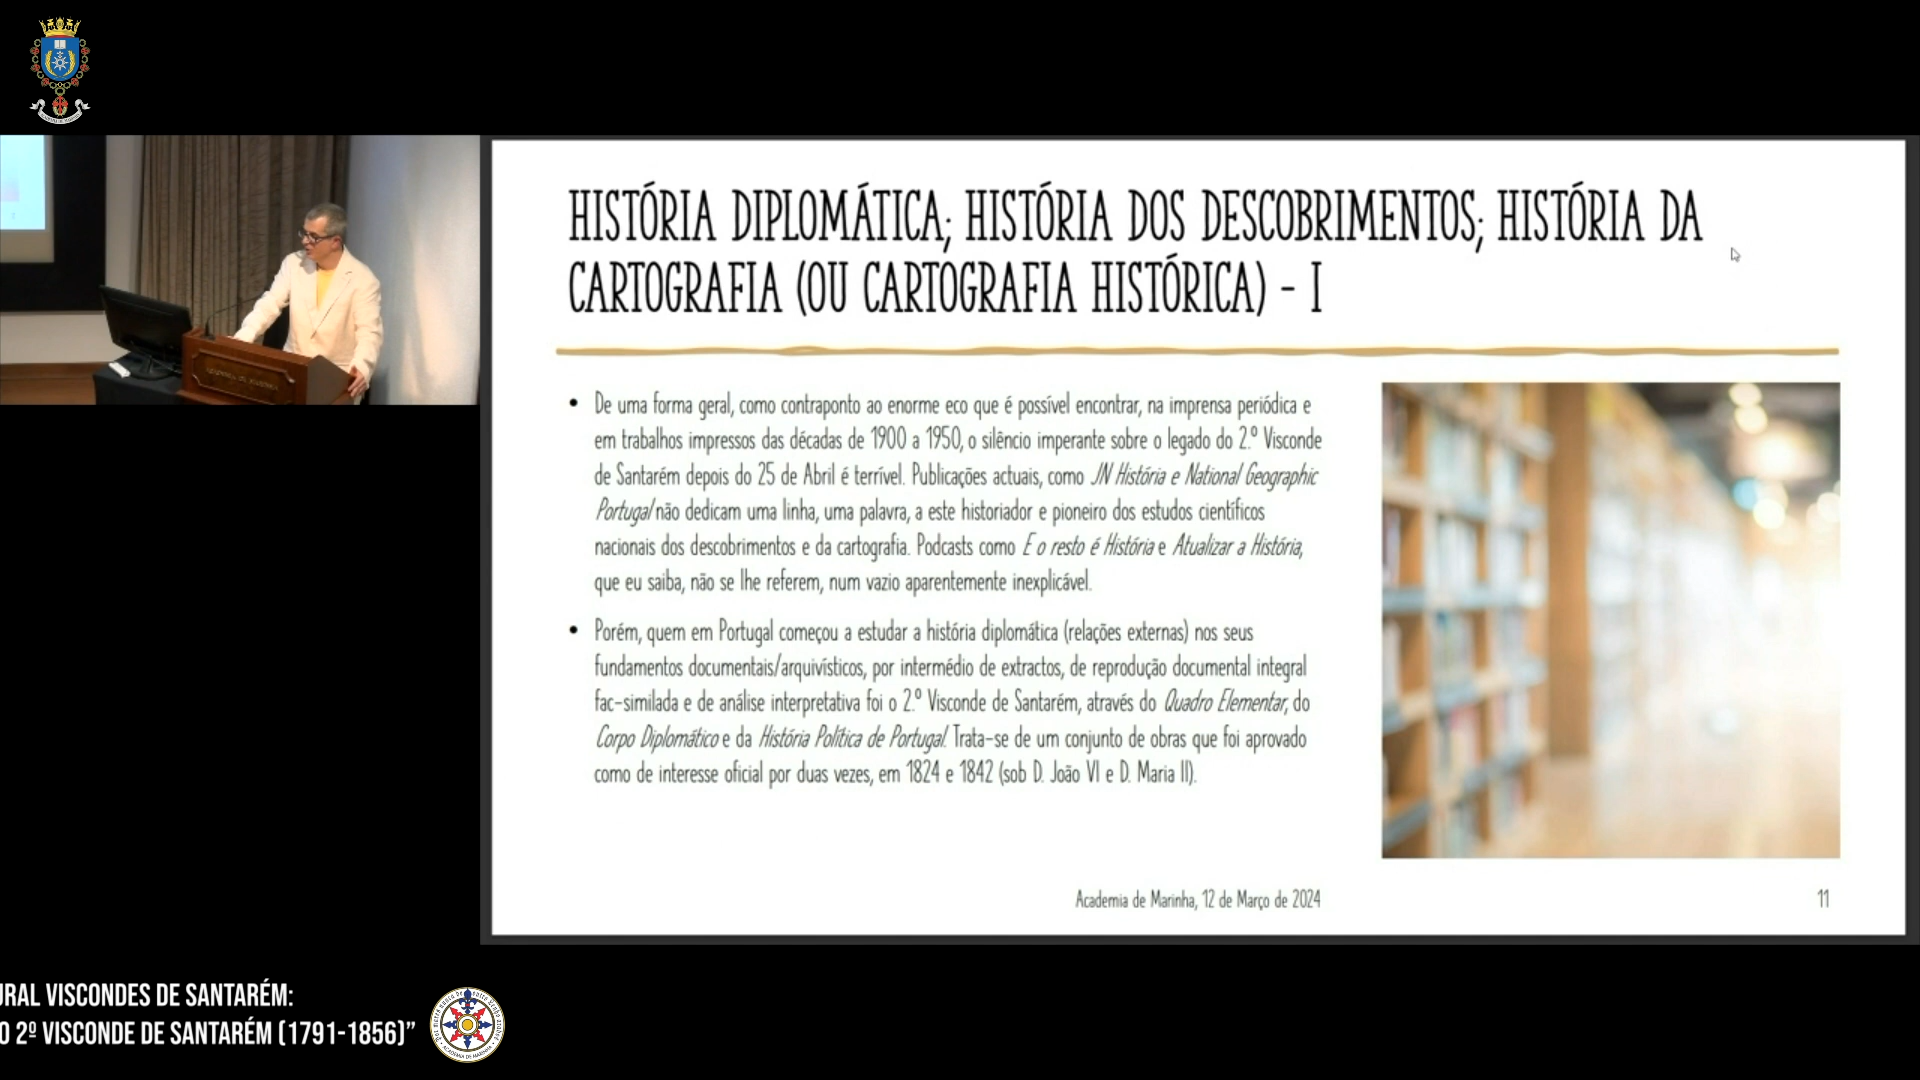 HISTÓRIA DIPLOMÁTICA; HISTÓRIA DOS DESCOBRIMENTOS; HISTÓRIA DA
CARTOGRAFIA (OU CARTOGRAFIA HISTÓRICA) - I
• De uma forma geral, como contraponto ao enorme eco que é possível encontrar, na imprensa periódica e
em trabalhos impressos das décadas de 1900 a 1950, o silêncio imperante sobre o legado do 2.º Visconde
de Santarém depois do 25 de Abril é terrível. Publicações actuais, como JN História e National Geographic
Portugal não dedicam uma linha, uma palavra, a este historiador e pioneiro dos estudos científicos
nacionais dos descobrimentos e da cartografia. Podcasts como E o resto é História e Atualizar a História,
que eu saiba, não se lhe referem, num vazio aparentemente inexplicável.
• Porém, quem em Portugal começou a estudar a história diplomática (relações externas) nos seus
fundamentos documentais/arquivísticos, por intermédio de extractos, de reprodução documental integral
fac-similada e de análise interpretativa foi o 2.º Visconde de Santarém, através do Quadro Elementar, do
Corpo Diplomático e da História Política de Portugal. Trata-se de um conjunto de obras que foi aprovado
como de interesse oficial por duas vezes, em 1824 e 1842 (sob D. João VI e D. Maria II).
Academia de Marinha, 12 de Março de 2024
11
ACADEMIA DE MARINHA
URAL VISCONDES DE SANTARÉM:
O 2º VISCONDE DE SANTARÉM (1791-1856)”
ACADEMIA DE MARINHA